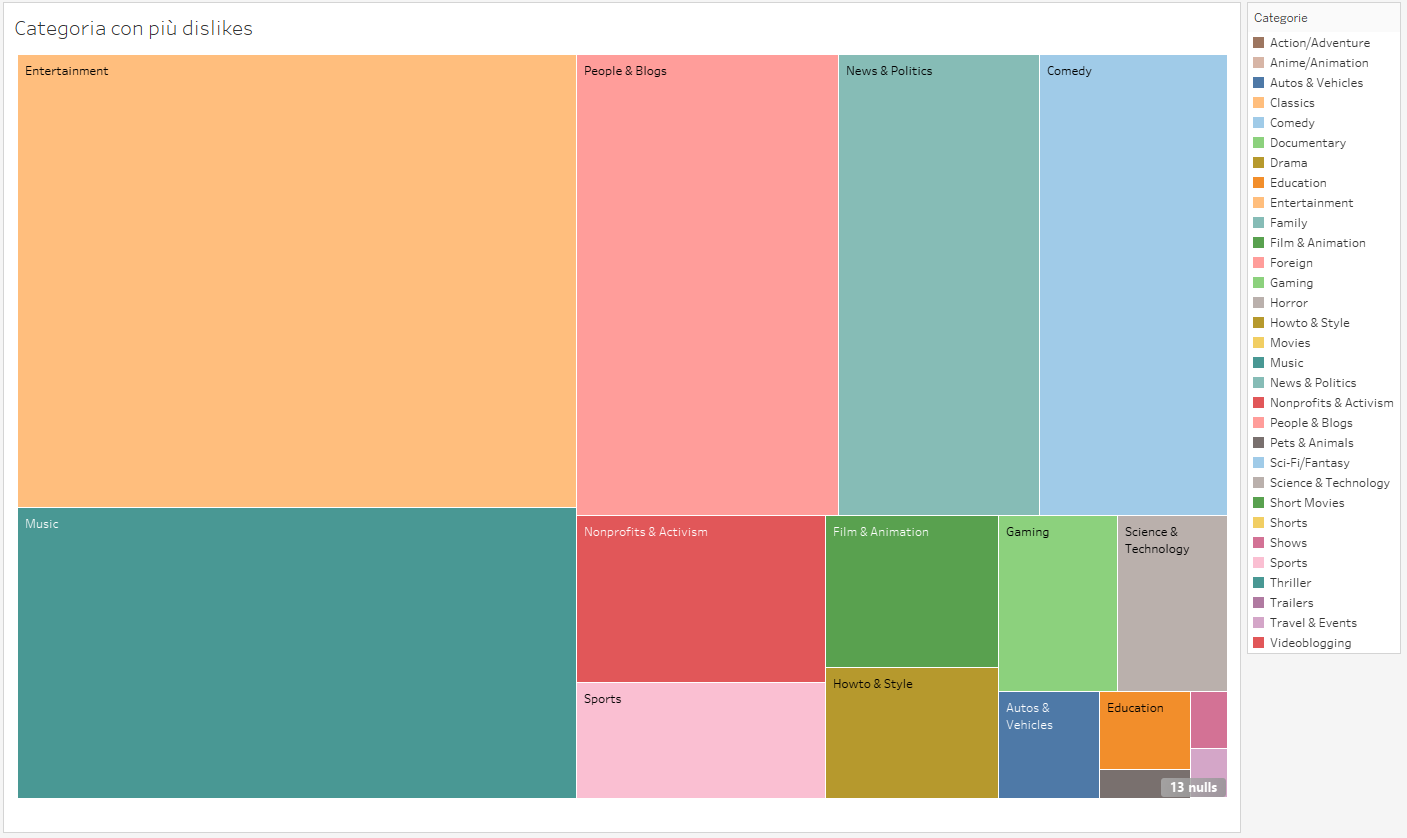 Categoria con più dislikes
Entertainment
People & Blogs
News & Politics
Comedy
Music
Nonprofits & Activism
Film & Animation
Gaming
Science &
Technology
Sports
Howto & Style
Autos &
Vehicles
Education
13 nulls
Categorie
Action/Adventure
Anime/Animation
Autos & Vehicles
Classics
Comedy
Documentary
Drama
Education
Entertainment
Family
Film & Animation
Foreign
Gaming
Horror
Howto & Style
Movies
Music
News & Politics
Nonprofits & Activism
People & Blogs
Pets & Animals
Sci-Fi/Fantasy
Science & Technology
Short Movies
Shorts
Shows
Sports
Thriller
Trailers
Travel & Events
Videoblogging